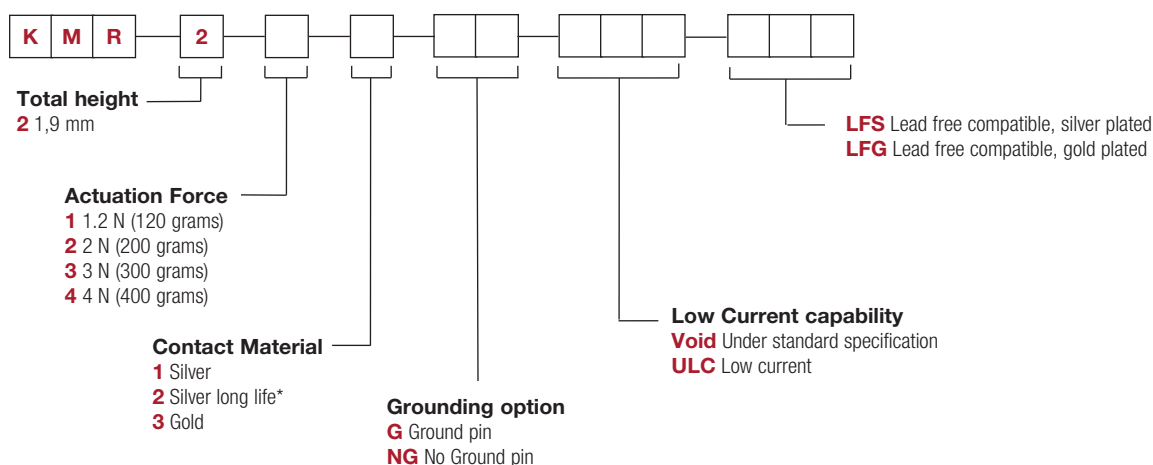 K M R 2
Total height
2 1,9 mm
LFS Lead free compatible, silver plated
LFG Lead free compatible, gold plated
Actuation Force
1 1.2 N (120 grams)
2 2 N (200 grams)
3 3 N (300 grams)
4 4 N (400 grams)
Low Current capability
Void Under standard specification
ULC Low current
Contact Material
1 Silver
2 Silver long life*
3 Gold
Grounding option
G Ground pin
NG No Ground pin